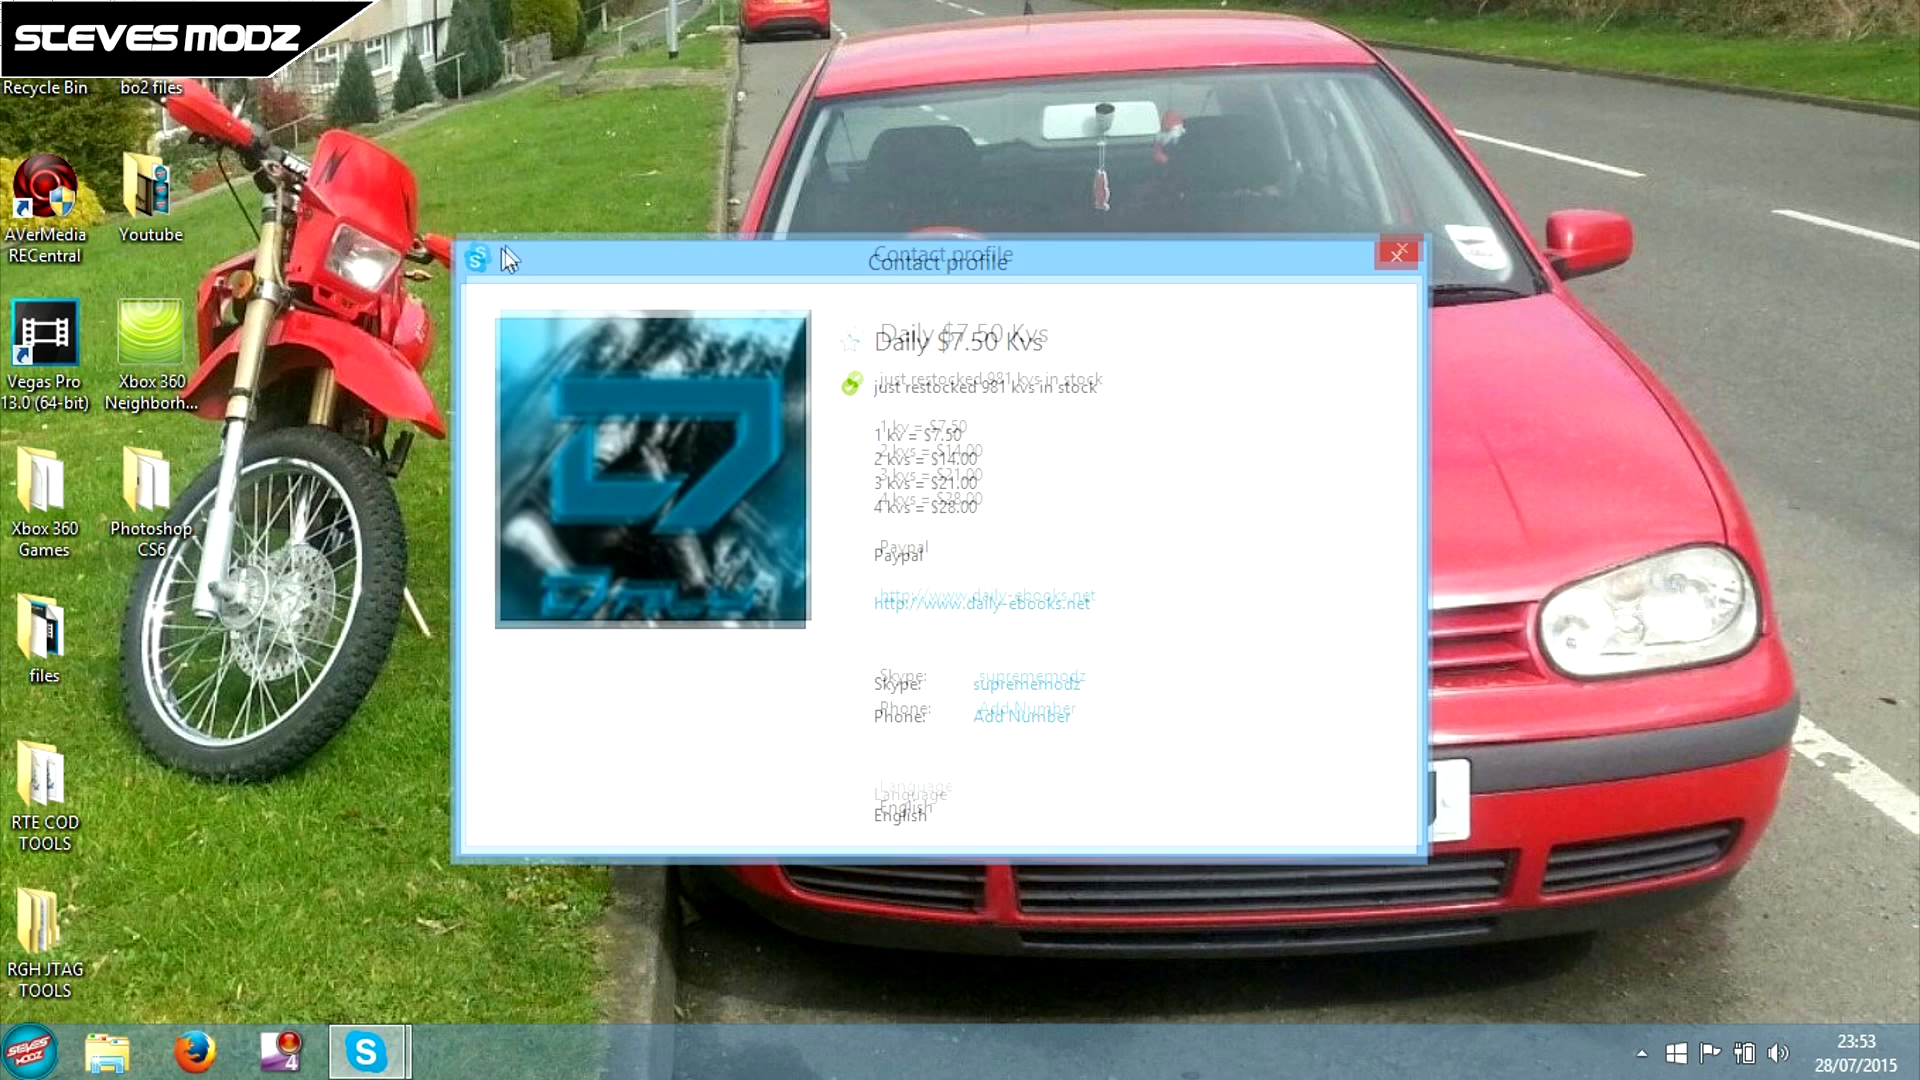 STEVES MODZ
Recycle Bin
bo2 files
AVerMedia
RECentral
Youtube
Vegas Pro
13.0 (64-bit)
Xbox 360
Neighborh...
Xbox 360
Games
Photoshop
CS6
files
RTE COD
TOOLS
RGH JTAG
TOOLS
Contact profile
Daily $7.50 Kvs
just restocked 981 kvs in stock
1 kv = $7.50
2 kvs = $14.00
3 kvs = $21.00
4 kvs = $28.00
Paypal
http://www.daily-ebooks.net
Skype: suprememodz
Phone: Add Number
Language
English
STEVES
MODZ
4
23:53
28/07/2015